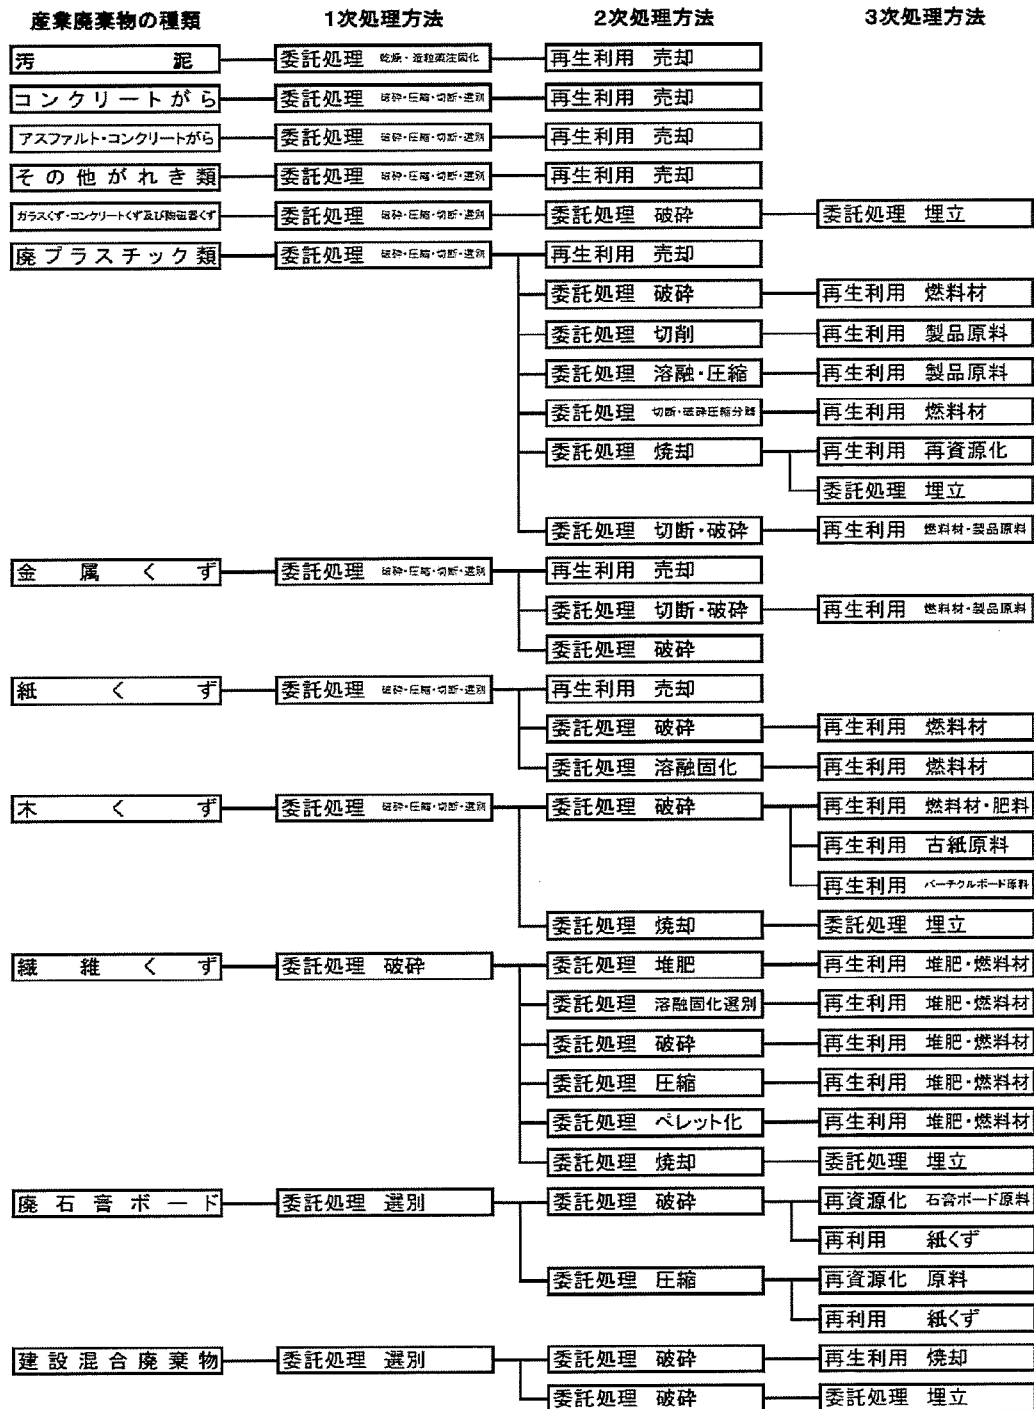 産業廃棄物の種類 1次処理方法 2次処理方法 3次処理方法
汚泥 委託処理 乾燥・造粒薬注固化 再生利用 売却
コンクリートがら 委託処理 破砕・圧縮・切断・選別 再生利用 売却
アスファルト・コンクリートがら 委託処理 破砕・圧縮・切断・選別 再生利用 売却
その他がれき類 委託処理 破砕・圧縮・切断・選別 再生利用 売却
ガラスくず・コンクリートくず及び陶磁器くず 委託処理 破砕・圧縮・切断・選別 委託処理 破砕 委託処理 埋立
廃プラスチック類 委託処理 破砕・圧縮・切断・選別 再生利用 売却
委託処理 破砕 再生利用 燃料材
委託処理 切削 再生利用 製品原料
委託処理 溶融・圧縮 再生利用 製品原料
委託処理 切断・破砕圧縮分離 再生利用 燃料材
委託処理 焼却 再生利用 再資源化
委託処理 埋立
委託処理 切断・破砕 再生利用 燃料材・製品原料
金属くず 委託処理 破砕・圧縮・切断・選別 再生利用 売却
委託処理 切断・破砕 再生利用 燃料材・製品原料
委託処理 破砕
紙くず 委託処理 破砕・圧縮・切断・選別 再生利用 売却
委託処理 破砕 再生利用 燃料材
委託処理 溶融固化 再生利用 燃料材
木くず 委託処理 破砕・圧縮・切断・選別 委託処理 破砕 再生利用 燃料材・肥料
再生利用 古紙原料
再生利用 パーチクルボード原料
委託処理 焼却 委託処理 埋立
繊維くず 委託処理 破砕 委託処理 堆肥 再生利用 堆肥・燃料材
委託処理 溶融固化選別 再生利用 堆肥・燃料材
委託処理 破砕 再生利用 堆肥・燃料材
委託処理 圧縮 再生利用 堆肥・燃料材
委託処理 ペレット化 再生利用 堆肥・燃料材
委託処理 焼却 委託処理 埋立
廃石膏ボード 委託処理 選別 委託処理 破砕 再資源化 石膏ボード原料
再利用 紙くず
委託処理 圧縮 再資源化 原料
再利用 紙くず
建設混合廃棄物 委託処理 選別 委託処理 破砕 再生利用 焼却
委託処理 破砕 委託処理 埋立